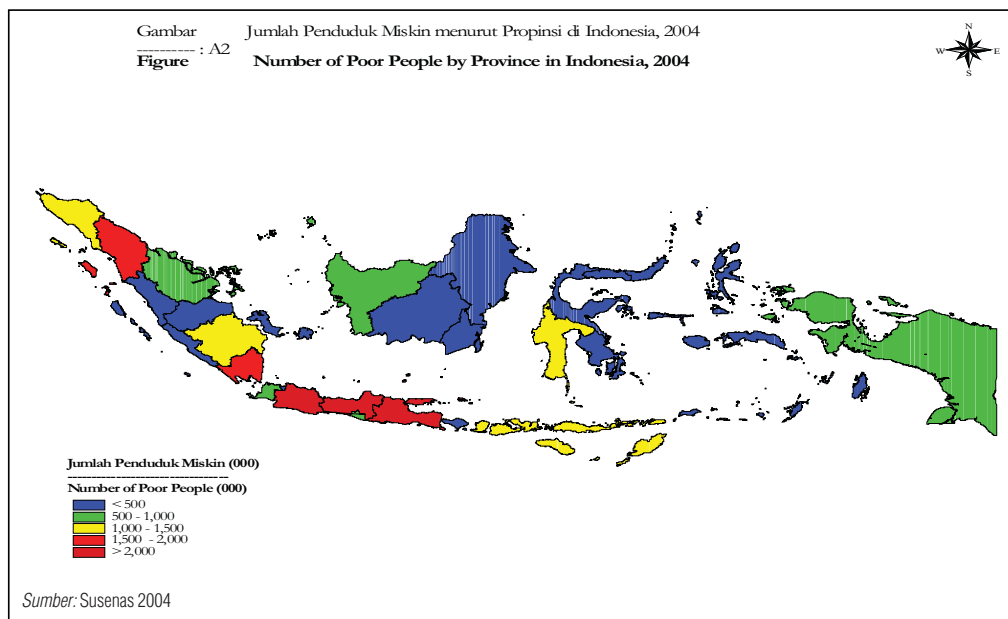 Gambar Jumlah Penduduk Miskin menurut Propinsi di Indonesia, 2004
---------- : A2
Figure Number of Poor People by Province in Indonesia, 2004
N
W E
S
Jumlah Penduduk Miskin (000)
---------------------------------
Number of Poor People (000)
< 500
500 - 1,000
1,000 - 1,500
1,500 - 2,000
> 2,000
Sumber: Susenas 2004